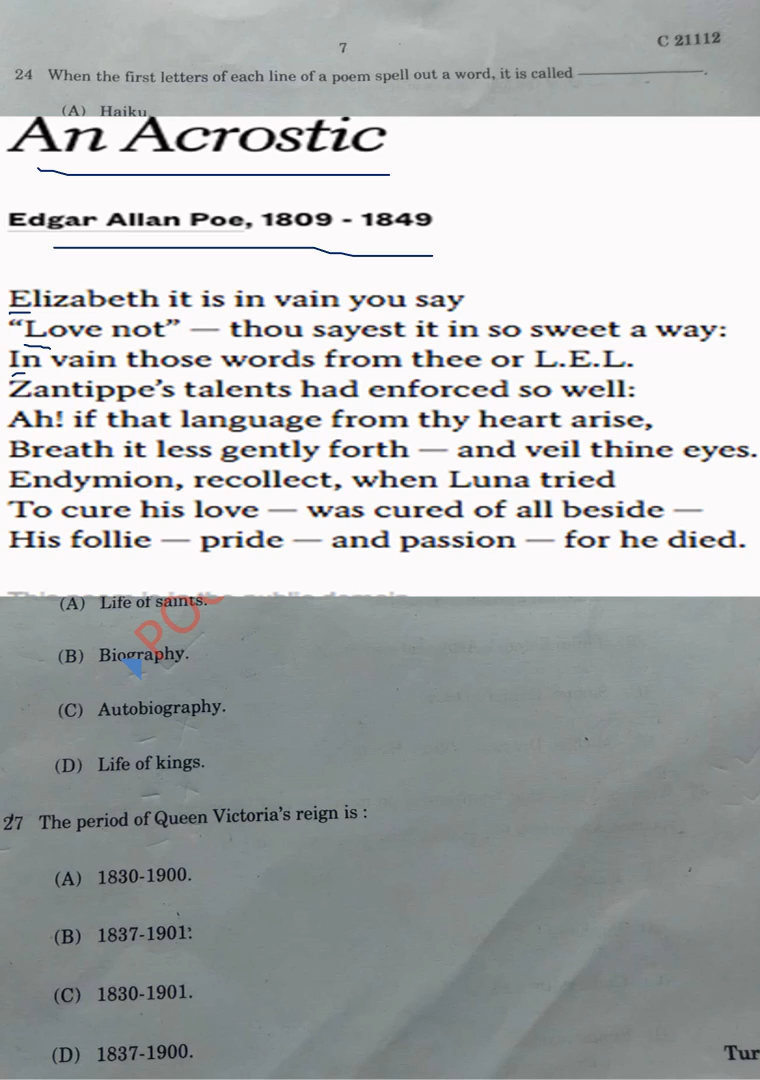 7
C 21112
24 When the first letters of each line of a poem spell out a word, it is called ————.
(A) Haiku.
An Acrostic
Edgar Allan Poe, 1809 - 1849
Elizabeth it is in vain you say
“Love not” — thou sayest it in so sweet a way:
In vain those words from thee or L.E.L.
Zantippe’s talents had enforced so well:
Ah! if that language from thy heart arise,
Breath it less gently forth — and veil thine eyes.
Endymion, recollect, when Luna tried
To cure his love — was cured of all beside —
His follie — pride — and passion — for he died.
(A) Life of saints.
(B) Biography.
(C) Autobiography.
(D) Life of kings.
27 The period of Queen Victoria’s reign is :
(A) 1830-1900.
(B) 1837-1901.
(C) 1830-1901.
(D) 1837-1900.
Tur